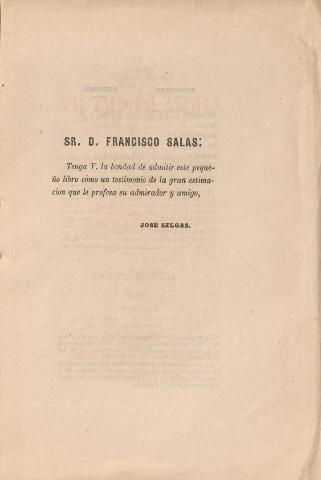 SR. D. FRANCISCO SALAS:
Tenga V. la bondad de admitir este peque-
ño libro como un testimonio de la gran estima-
cion que le profesa su admirador y amigo,
JOSÉ SELGAS.